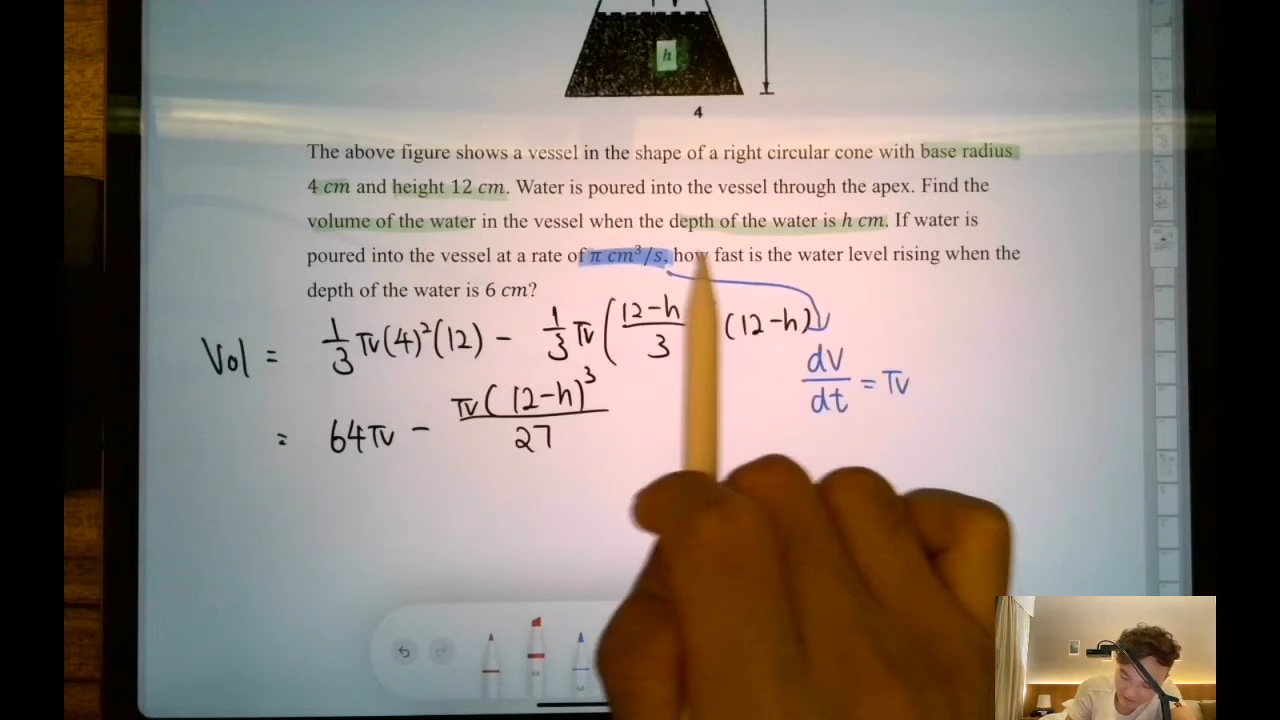 h
4
The above figure shows a vessel in the shape of a right circular cone with base radius
4 cm and height 12 cm. Water is poured into the vessel through the apex. Find the
volume of the water in the vessel when the depth of the water is h cm. If water is
poured into the vessel at a rate of π cm³/s, how fast is the water level rising when the
depth of the water is 6 cm?
Vol = 1/3 π(4)²(12) - 1/3 π((12-h)/3 (12-h)
dV/dt = π
= 64π - π(12-h)³/27